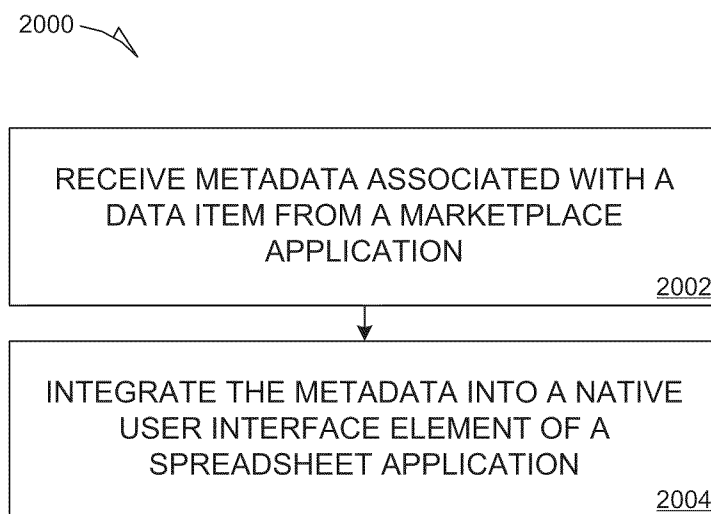 2000
RECEIVE METADATA ASSOCIATED WITH A
DATA ITEM FROM A MARKETPLACE
APPLICATION
2002
INTEGRATE THE METADATA INTO A NATIVE
USER INTERFACE ELEMENT OF A
SPREADSHEET APPLICATION
2004